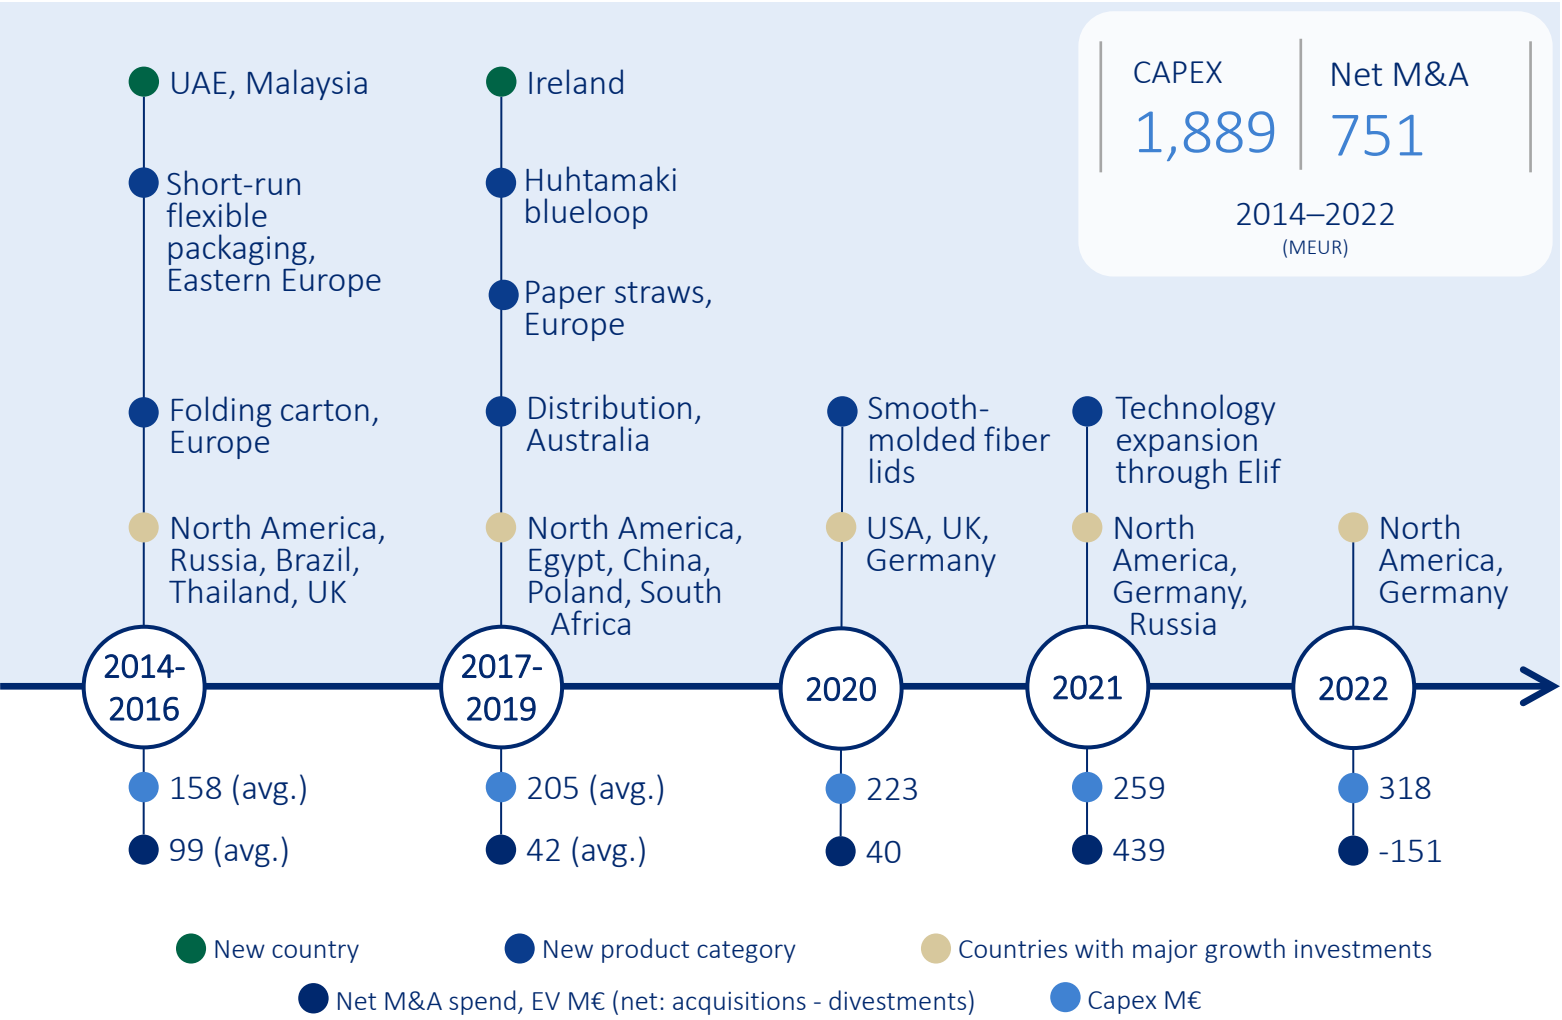 CAPEX
1,889
Net M&A
751
2014–2022
(MEUR)
UAE, Malaysia
Short-run
flexible
packaging,
Eastern Europe
Folding carton,
Europe
North America,
Russia, Brazil,
Thailand, UK
2014-
2016
158 (avg.)
99 (avg.)
Ireland
Huhtamaki
blueloop
Paper straws,
Europe
Distribution,
Australia
North America,
Egypt, China,
Poland, South
Africa
2017-
2019
205 (avg.)
42 (avg.)
Smooth-
molded fiber
lids
USA, UK,
Germany
2020
223
40
Technology
expansion
through Elif
North
America,
Germany,
Russia
2021
259
439
North
America,
Germany
2022
318
-151
New country
New product category
Countries with major growth investments
Net M&A spend, EV M€ (net: acquisitions - divestments)
Capex M€